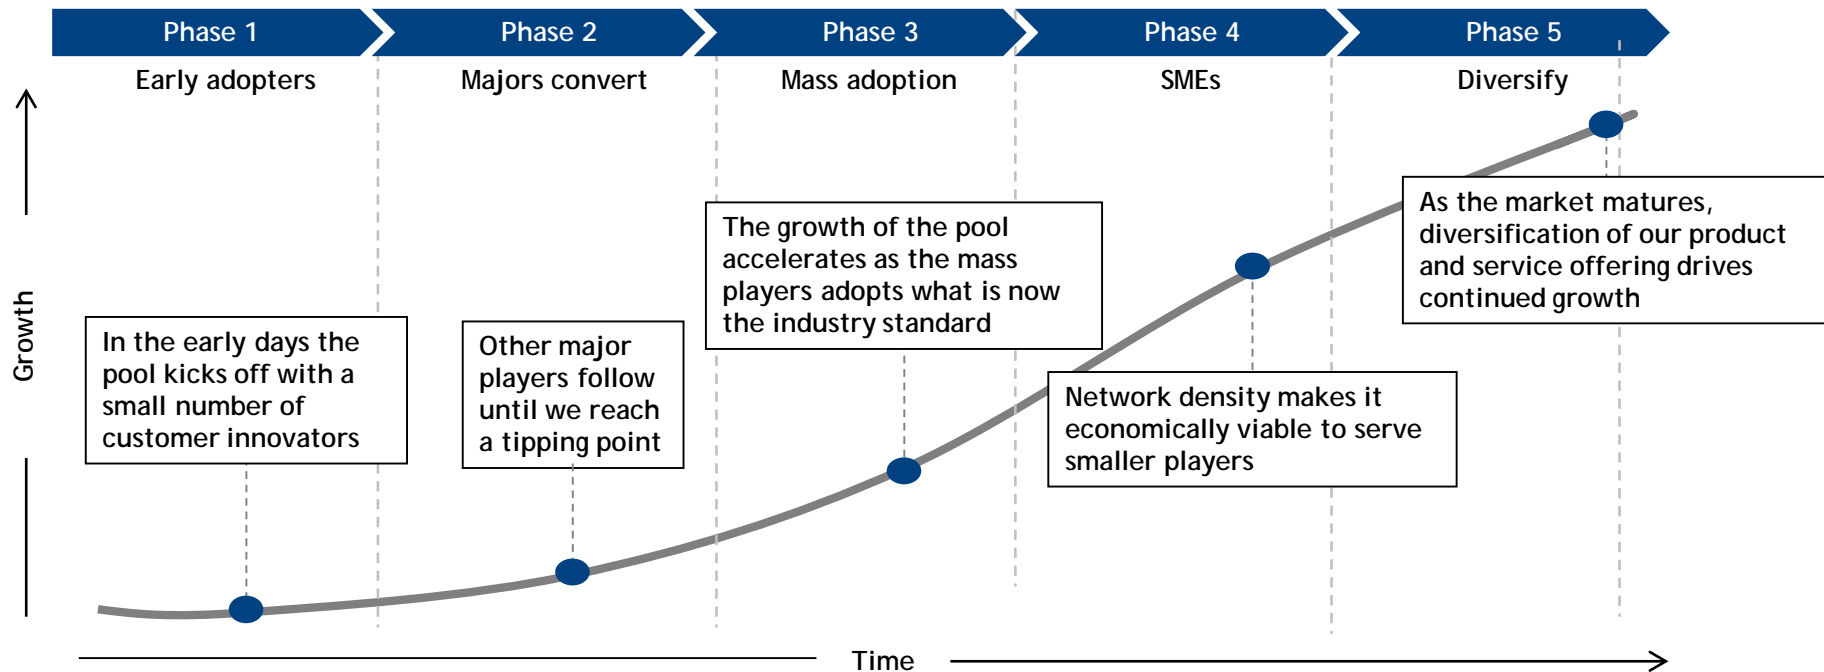 Phase 1
Phase 2
Phase 3
Phase 4
Phase 5
Early adopters
Majors convert
Mass adoption
SMEs
Diversify
Growth
In the early days the
pool kicks off with a
small number of
customer innovators
Other major
players follow
until we reach
a tipping point
The growth of the pool
accelerates as the mass
players adopts what is now
the industry standard
Network density makes it
economically viable to serve
smaller players
As the market matures,
diversification of our product
and service offering drives
continued growth
Time